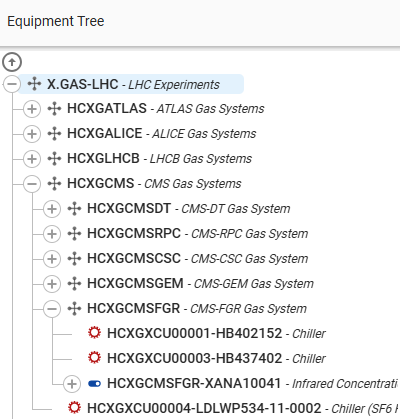 Equipment Tree
X.GAS-LHC - LHC Experiments
HCXGATLAS - ATLAS Gas Systems
HCXGALICE - ALICE Gas Systems
HCXGLHCB - LHCB Gas Systems
HCXGCMS - CMS Gas Systems
HCXGCMSDT - CMS-DT Gas System
HCXGCMSRPC - CMS-RPC Gas System
HCXGCMSCSC - CMS-CSC Gas System
HCXGCMSGEM - CMS-GEM Gas System
HCXGCMSFGR - CMS-FGR Gas System
HCXGXCU00001-HB402152 - Chiller
HCXGXCU00003-HB437402 - Chiller
HCXGCMSFGR-XANA10041 - Infrared Concentrati
HCXGXCU00004-LDLWP534-11-0002 - Chiller (SF6